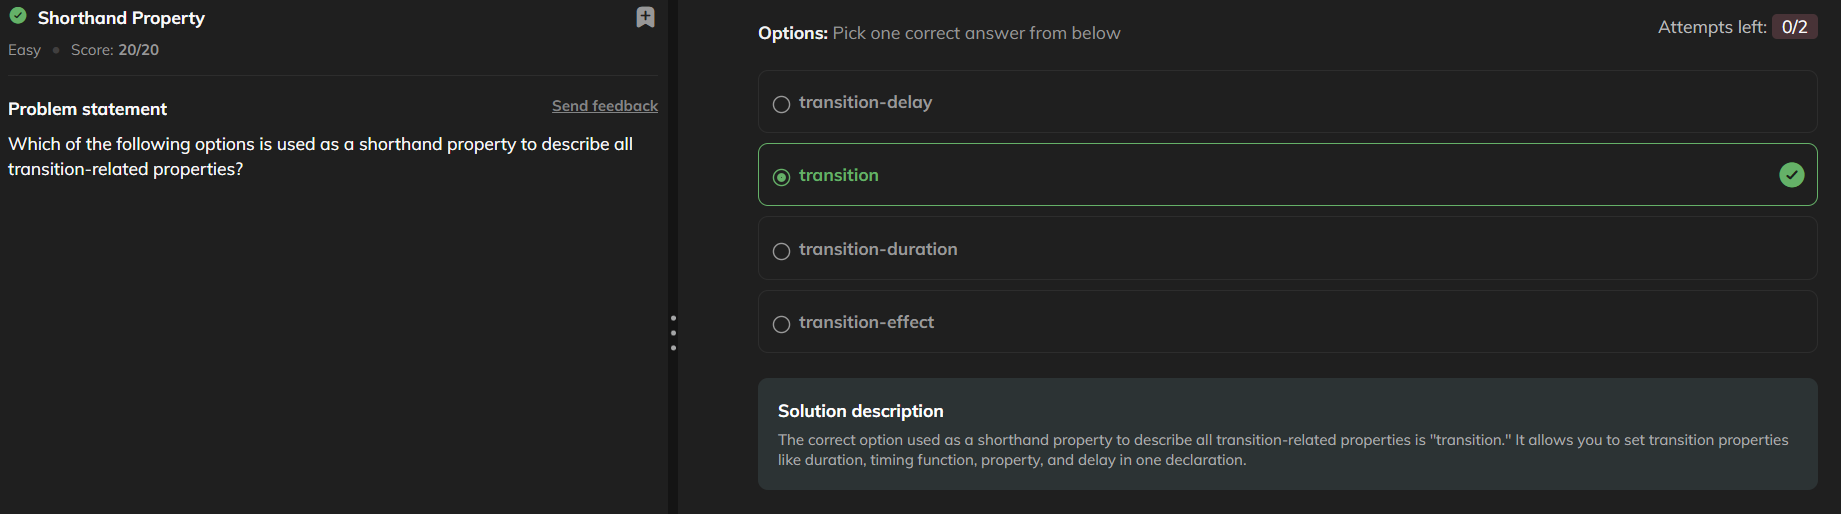 Shorthand Property
Easy • Score: 20/20
Problem statement
Send feedback
Which of the following options is used as a shorthand property to describe all
transition-related properties?
Options: Pick one correct answer from below
Attempts left: 0/2
transition-delay
transition
transition-duration
transition-effect
Solution description
The correct option used as a shorthand property to describe all transition-related properties is "transition." It allows you to set transition properties
like duration, timing function, property, and delay in one declaration.